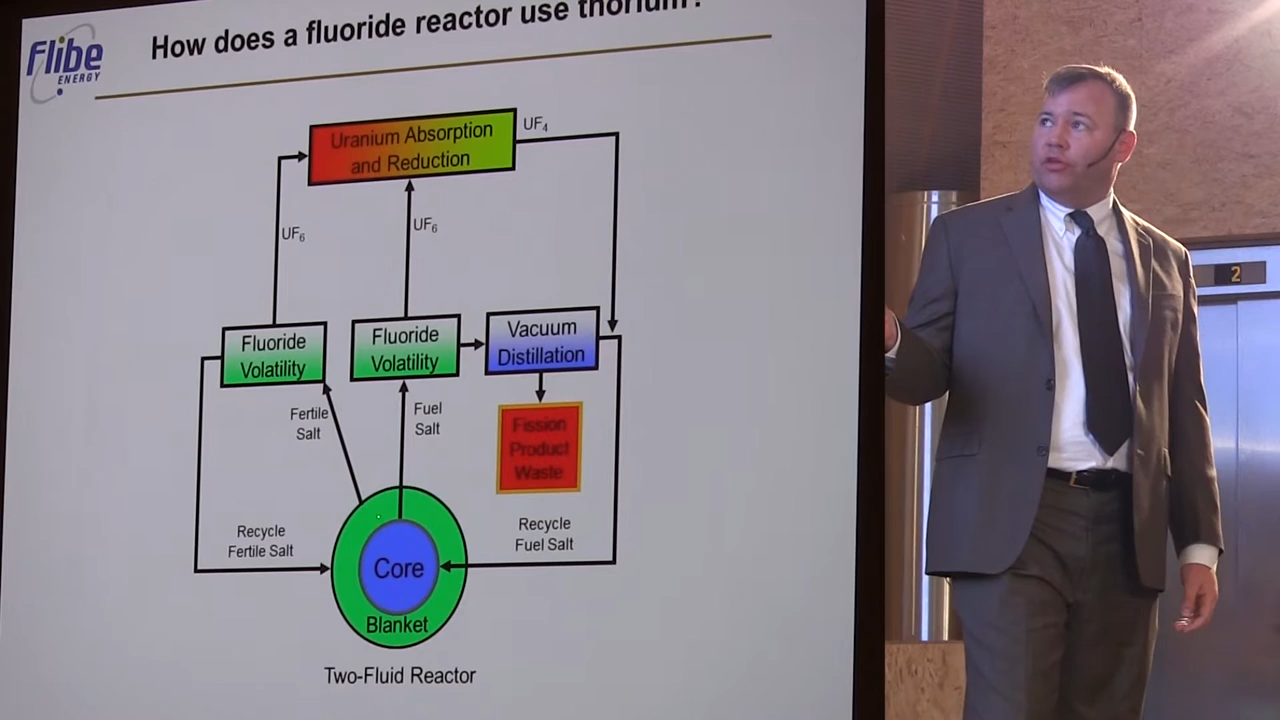 Flibe
ENERGY
How does a fluoride reactor use thorium?
Uranium Absorption
and Reduction
UF₄
UF₆
UF₆
Fluoride
Volatility
Fluoride
Volatility
Vacuum
Distillation
Fertile
Salt
Fuel
Salt
Fission
Product
Waste
Recycle
Fertile Salt
Recycle
Fuel Salt
Core
Blanket
Two-Fluid Reactor
2